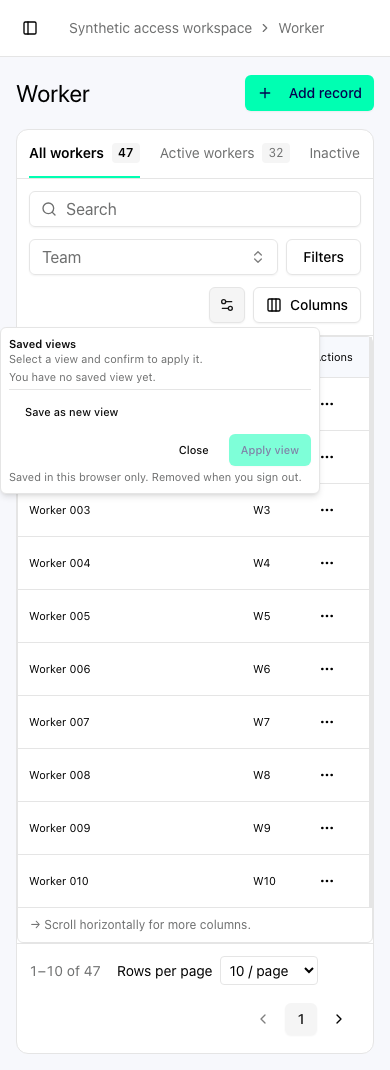 Synthetic access workspace > Worker
Worker
+ Add record
All workers 47 Active workers 32 Inactive
Search
Team Filters
Columns
Saved views
Select a view and confirm to apply it.
You have no saved view yet.
Save as new view
Close Apply view
Saved in this browser only. Removed when you sign out.
ctions
Worker 003 W3
Worker 004 W4
Worker 005 W5
Worker 006 W6
Worker 007 W7
Worker 008 W8
Worker 009 W9
Worker 010 W10
→ Scroll horizontally for more columns.
1–10 of 47 Rows per page 10 / page
1